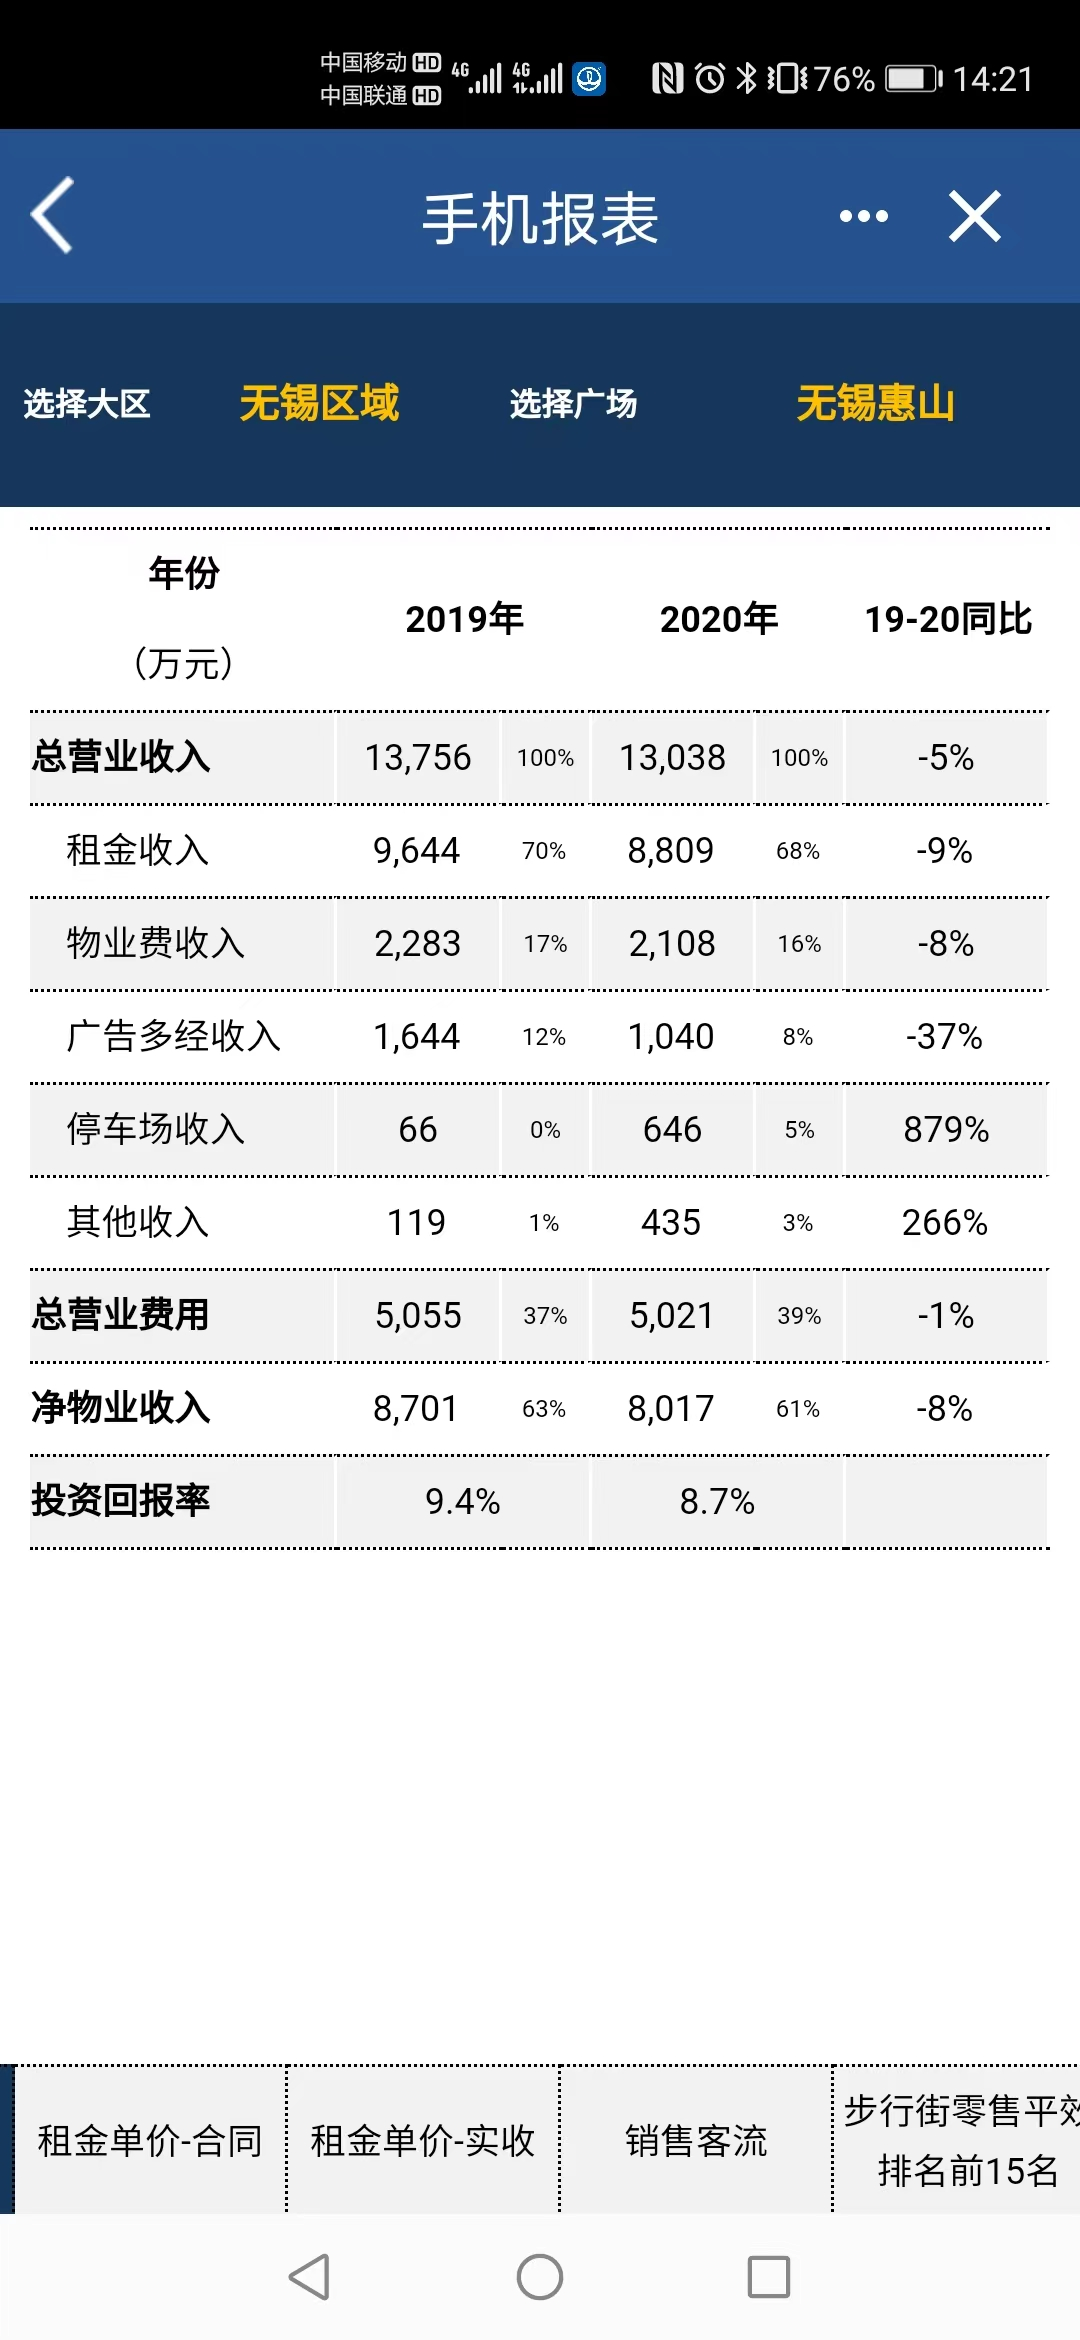 中国移动 HD 4G 4G 76% 14:21
中国联通 HD
手机报表
选择大区 无锡区域 选择广场 无锡惠山
年份
（万元） 2019年 2020年 19-20同比
总营业收入 13,756 100% 13,038 100% -5%
租金收入 9,644 70% 8,809 68% -9%
物业费收入 2,283 17% 2,108 16% -8%
广告多经收入 1,644 12% 1,040 8% -37%
停车场收入 66 0% 646 5% 879%
其他收入 119 1% 435 3% 266%
总营业费用 5,055 37% 5,021 39% -1%
净物业收入 8,701 63% 8,017 61% -8%
投资回报率 9.4% 8.7%
租金单价-合同 租金单价-实收 销售客流 步行街零售平效
排名前15名